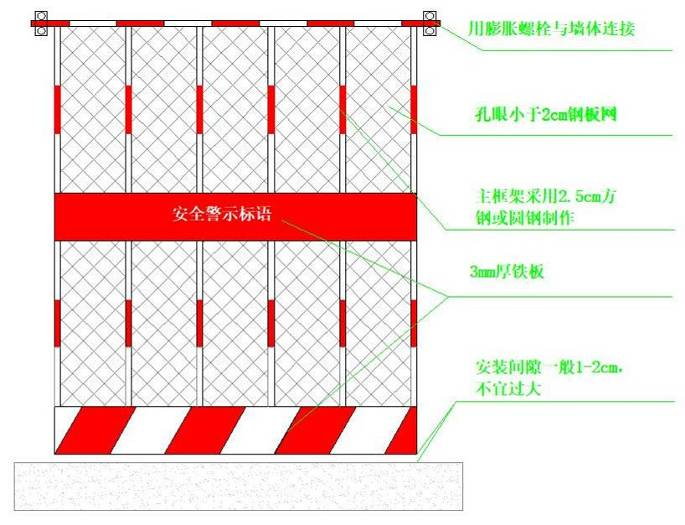 用膨胀螺栓与墙体连接
孔眼小于2cm钢板网
主框架采用2.5cm方
钢或圆钢制作
安全警示标语
3mm厚铁板
安装间隙一般1-2cm，
不宜过大